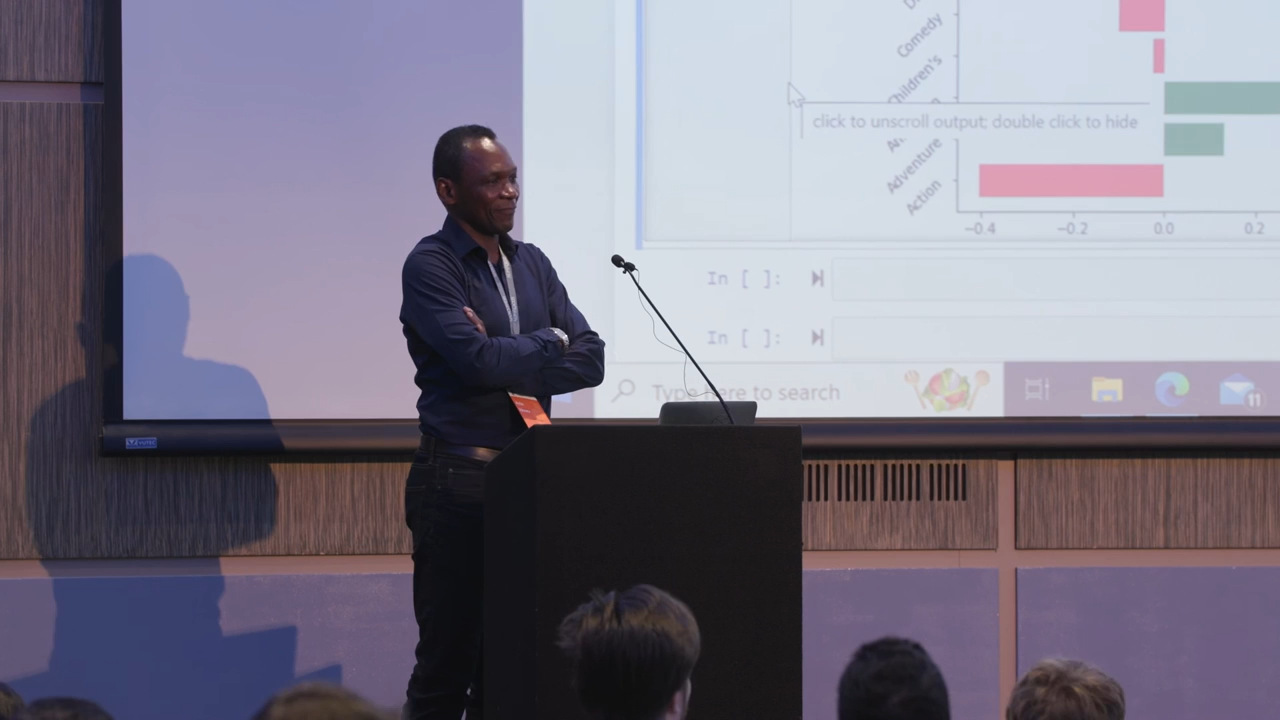 Comedy
Children's
click to unscroll output; double click to hide
Adventure
Action
−0.4 −0.2 0.0 0.2
In [ ]:
In [ ]:
Type here to search
11